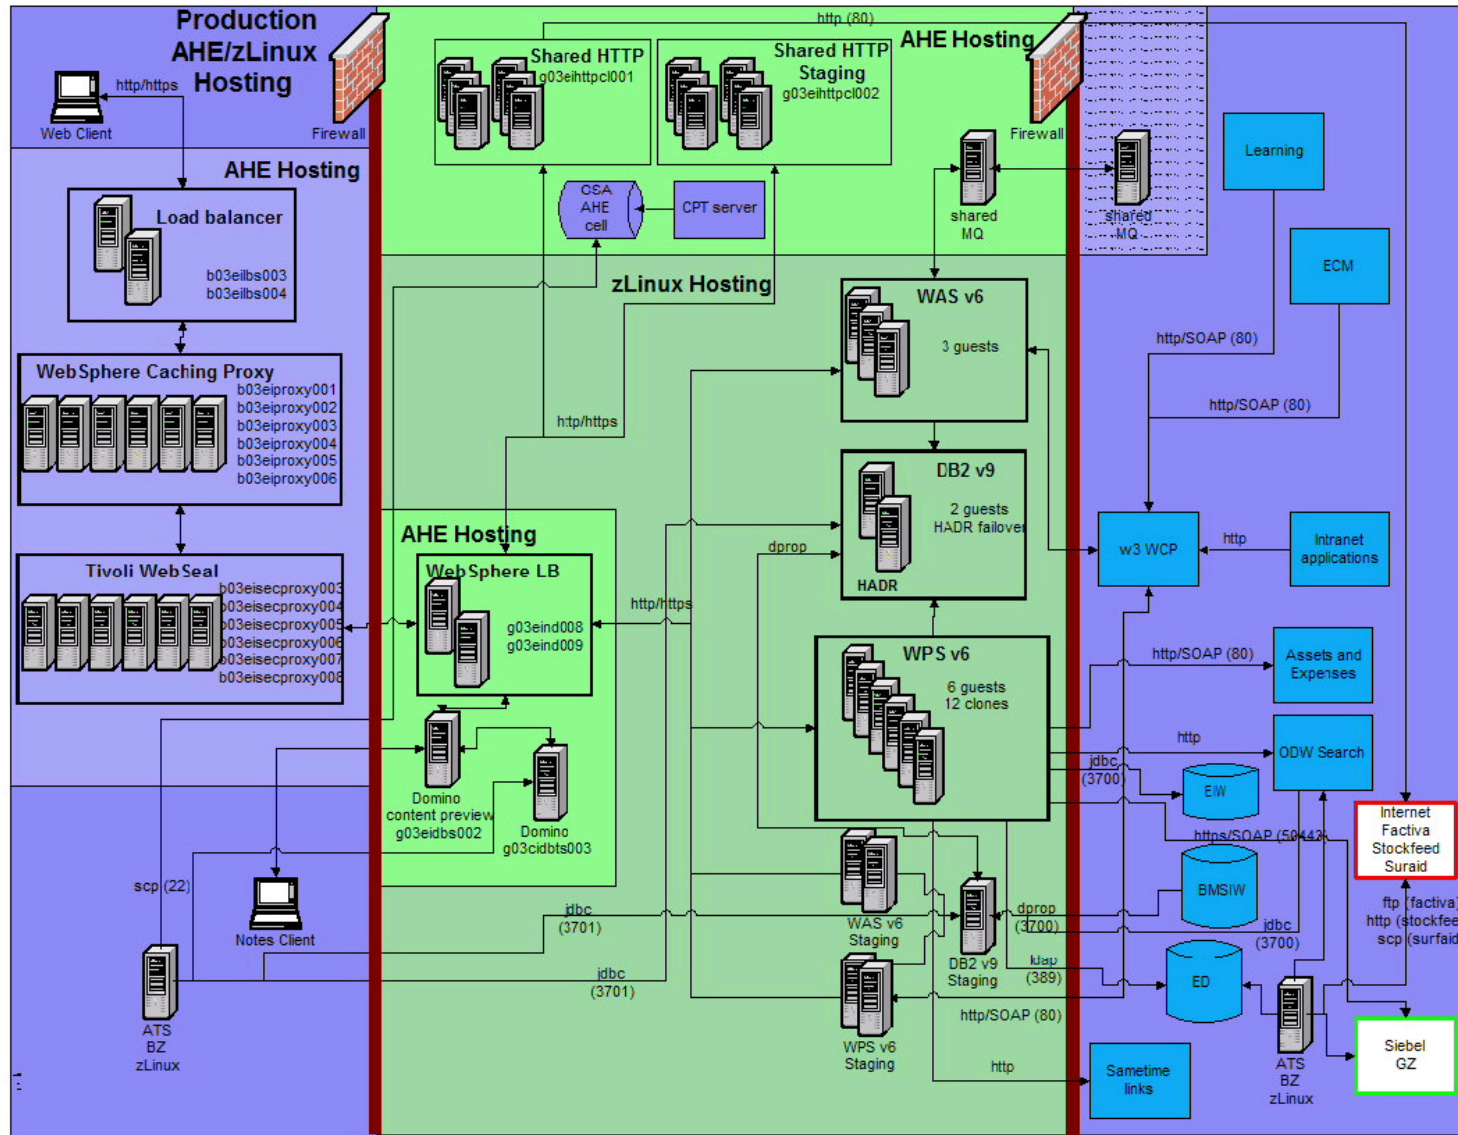 Production
AHE/zLinux
Hosting
http/https
Web Client
Firewall
AHE Hosting
Load balancer
b03eilbs003
b03eilbs004
WebSphere Caching Proxy
b03eiproxy001
b03eiproxy002
b03eiproxy003
b03eiproxy004
b03eiproxy005
b03eiproxy006
Tivoli WebSeal
b03eisecproxy003
b03eisecproxy004
b03eisecproxy005
b03eisecproxy006
b03eisecproxy007
b03eisecproxy008
scp (22)
Notes Client
ATS
BZ
zLinux
http (80)
Shared HTTP
g03eihttpcl001
Shared HTTP
Staging
g03eihttpcl002
AHE Hosting
Firewall
CSA
AHE
cell
CPT server
shared
MQ
shared
MQ
zLinux Hosting
WAS v6
3 guests
http/https
DB2 v9
2 guests
HADR failover
HADR
dprop
AHE Hosting
WebSphere LB
g03eind008
g03eind009
http/https
WPS v6
6 guests
12 clones
Domino
content preview
g03eidbs002
Domino
g03cidbts003
WAS v6
Staging
jdbc
(3701)
jdbc
(3701)
DB2 v9
Staging
dprop
(3700)
ldap
(389)
http/SOAP (80)
WPS v6
Staging
http
Learning
ECM
http/SOAP (80)
http/SOAP (80)
w3 WCP
http
Intranet
applications
http/SOAP (80)
Assets and
Expenses
http
ODW Search
jdbc
(3700)
EIW
https/SOAP (50443)
Internet
Factiva
Stockfeed
Suraid
BMSIW
jdbc
(3700)
ftp (factiva)
http (stockfee
scp (surfaid
ED
ATS
BZ
zLinux
Siebel
GZ
Sametime
links